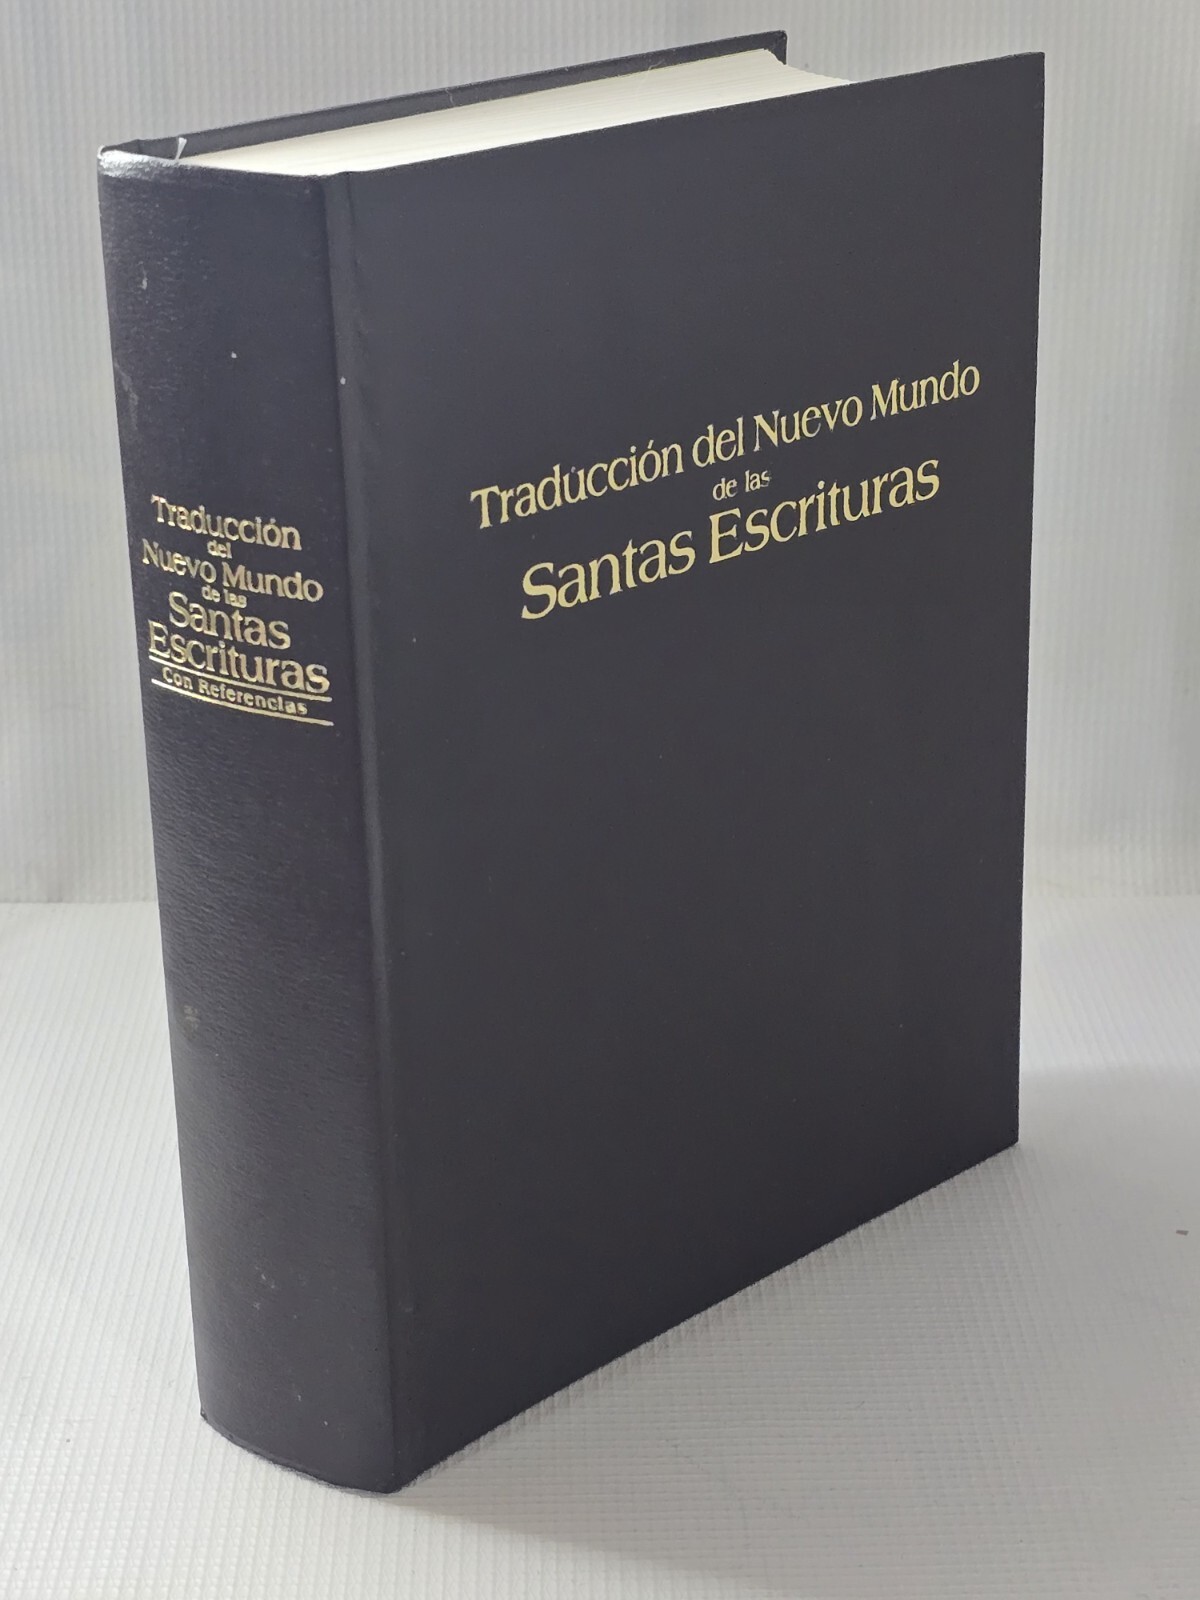 Traducción
del
Nuevo Mundo
de las
Santas
Escrituras
Con Referencias
Traducción del Nuevo Mundo
de las
Santas Escrituras